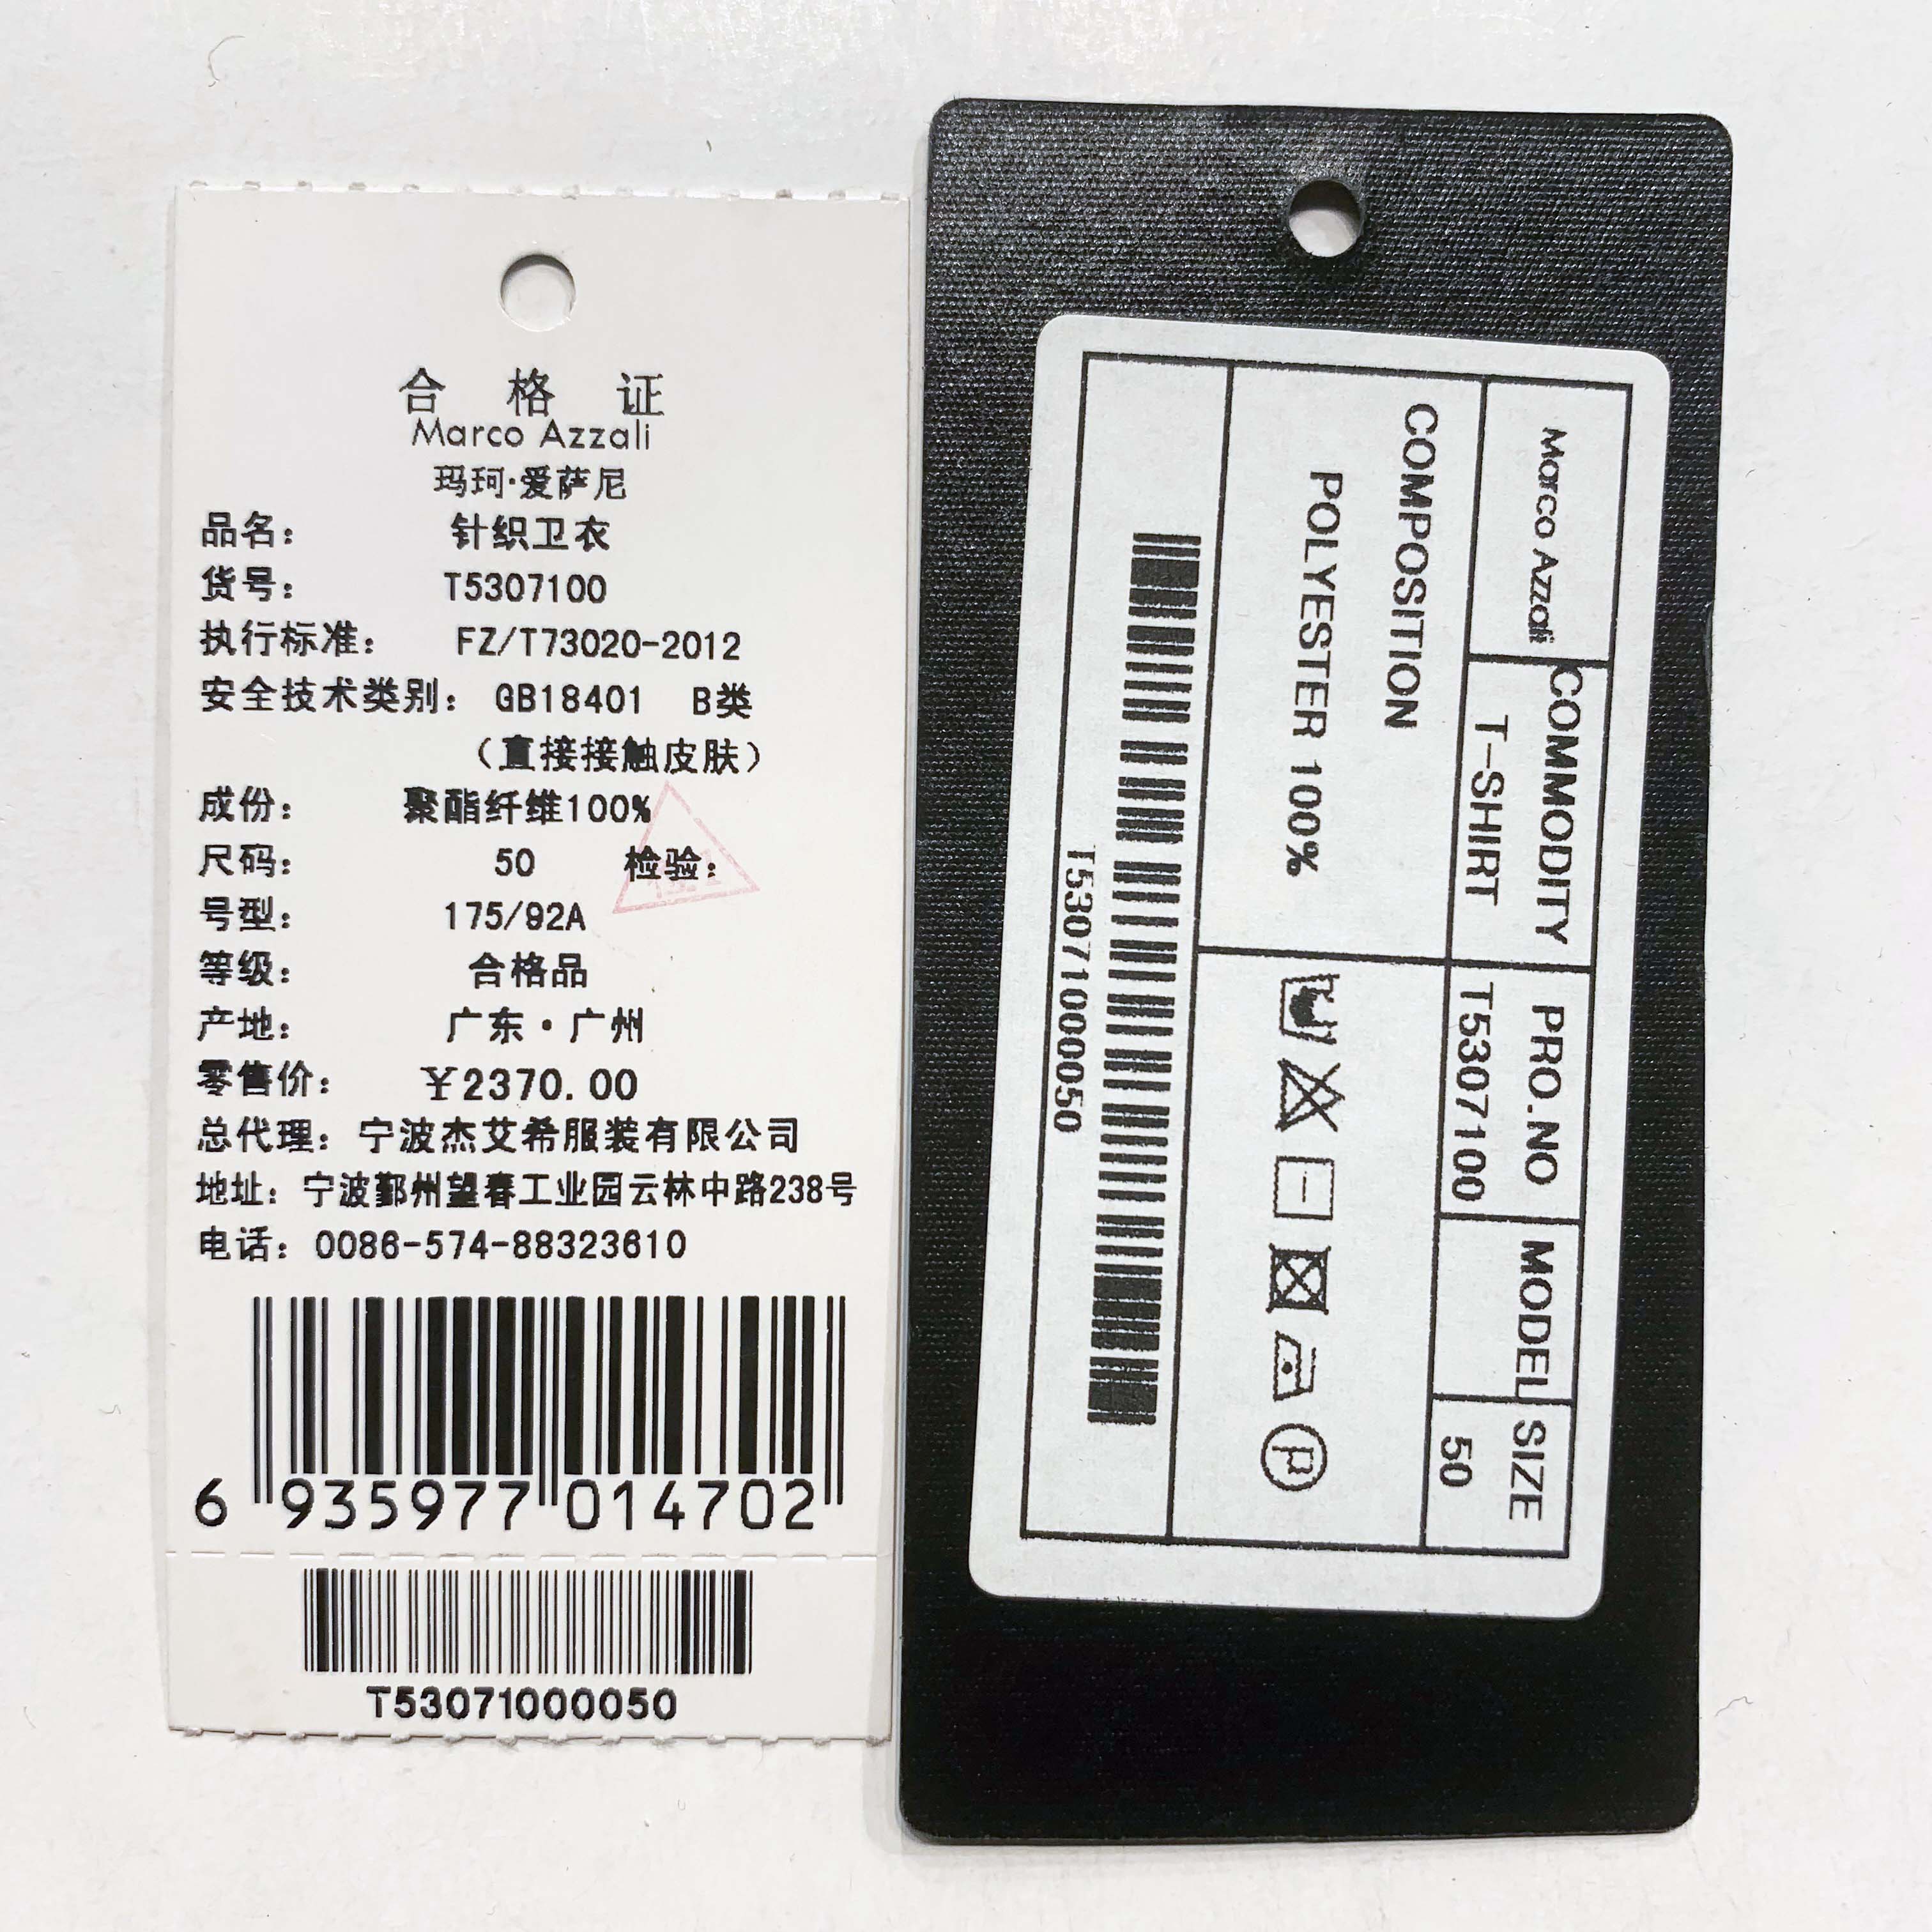 合 格 证
Marco Azzali
玛珂·爱萨尼
品名： 针织卫衣
货号： T5307100
执行标准： FZ/T73020-2012
安全技术类别： GB18401 B类
（直接接触皮肤）
成份： 聚酯纤维100%
尺码： 50 检验：
号型： 175/92A
等级： 合格品
产地： 广东·广州
零售价： ¥2370.00
总代理：宁波杰艾希服装有限公司
地址：宁波鄞州望春工业园云林中路238号
电话：0086-574-88323610
6 935977 014702
T53071000050
Marco Azzali
COMMODITY
T-SHIRT
PRO.NO
T5307100
MODEL
SIZE
50
COMPOSITION
POLYESTER 100%
P
T53071000050